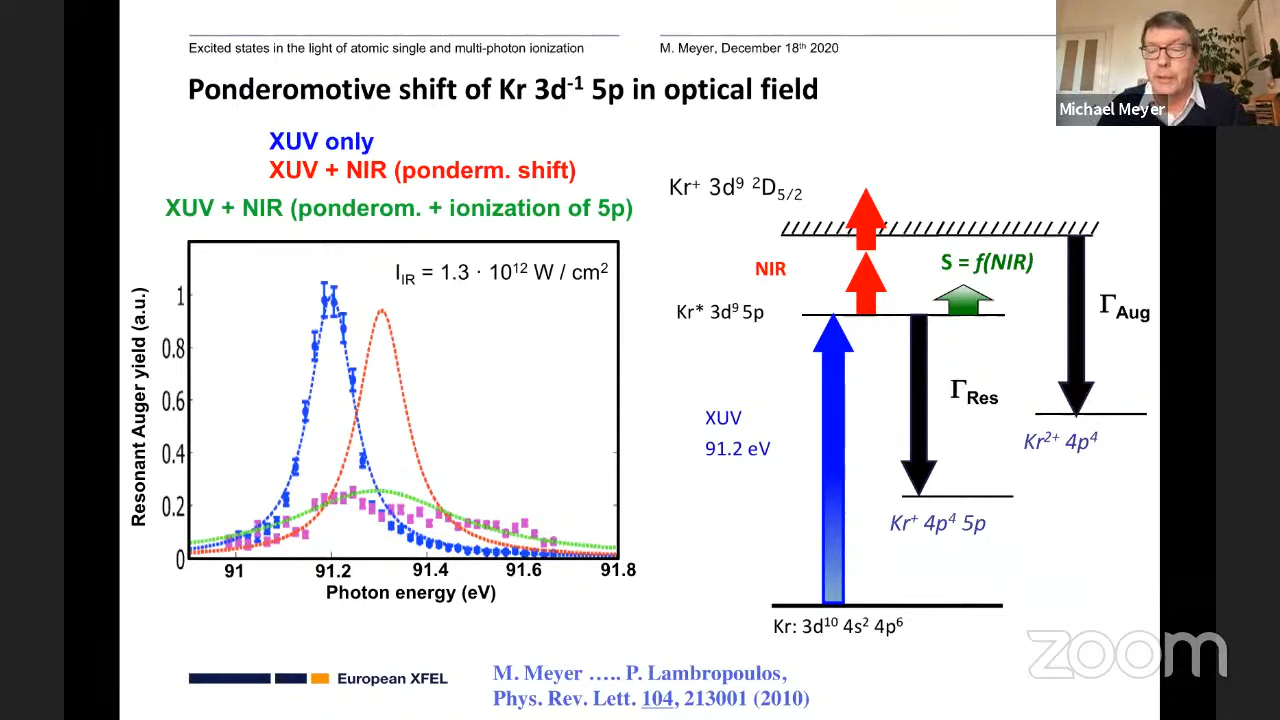 Excited states in the light of atomic single and multi-photon ionization
M. Meyer, December 18th 2020
Michael Meyer
Ponderomotive shift of Kr 3d-1 5p in optical field
XUV only
XUV + NIR (ponderm. shift)
XUV + NIR (ponderom. + ionization of 5p)
IIR = 1.3 · 10¹² W / cm²
Resonant Auger yield (a.u.)
1
0.8
0.6
0.4
0.2
0
91
91.2
91.4
91.6
91.8
Photon energy (eV)
Kr⁺ 3d⁹ ²D5/2
NIR
S = f(NIR)
Kr* 3d⁹ 5p
ΓAug
ΓRes
XUV
91.2 eV
Kr²⁺ 4p⁴
Kr⁺ 4p⁴ 5p
Kr: 3d¹⁰ 4s² 4p⁶
zoom
European XFEL
M. Meyer ….. P. Lambropoulos,
Phys. Rev. Lett. 104, 213001 (2010)